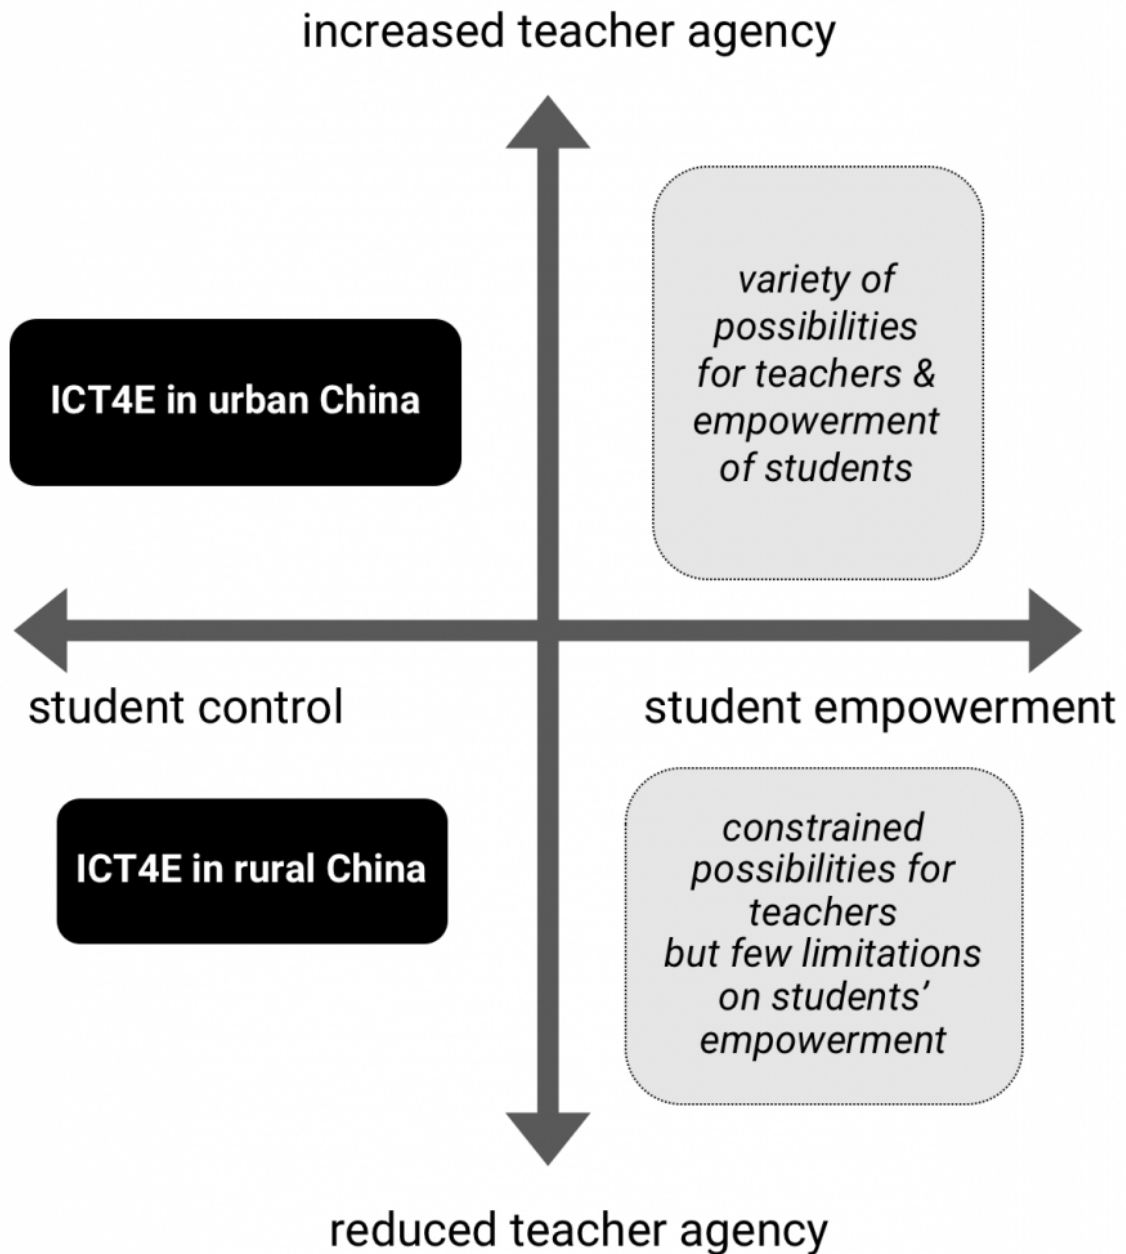 increased teacher agency
variety of
possibilities
for teachers &
empowerment
of students
ICT4E in urban China
student control
student empowerment
ICT4E in rural China
constrained
possibilities for
teachers
but few limitations
on students’
empowerment
reduced teacher agency